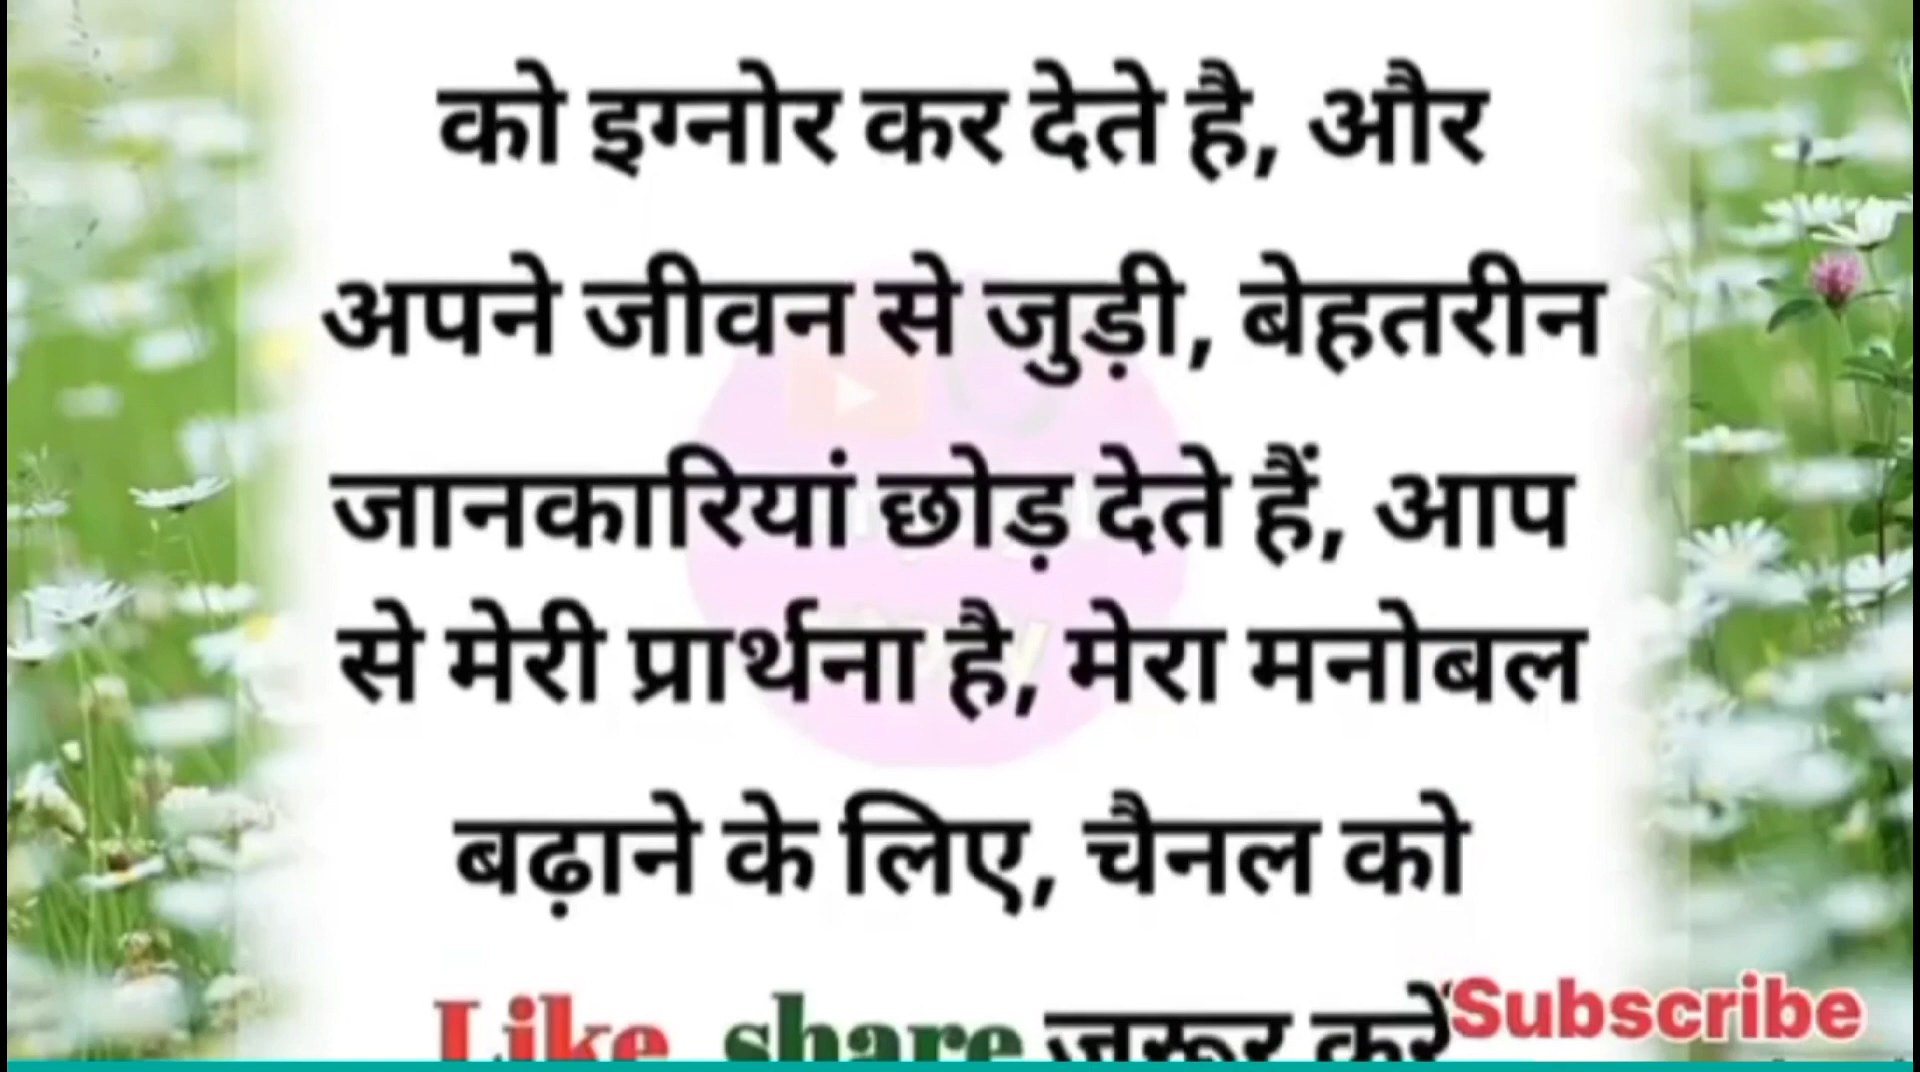 को इग्नोर कर देते है, और
अपने जीवन से जुड़ी, बेहतरीन
जानकारियां छोड़ देते हैं, आप
से मेरी प्रार्थना है, मेरा मनोबल
बढ़ाने के लिए, चैनल को
Like share जरूर करें Subscribe